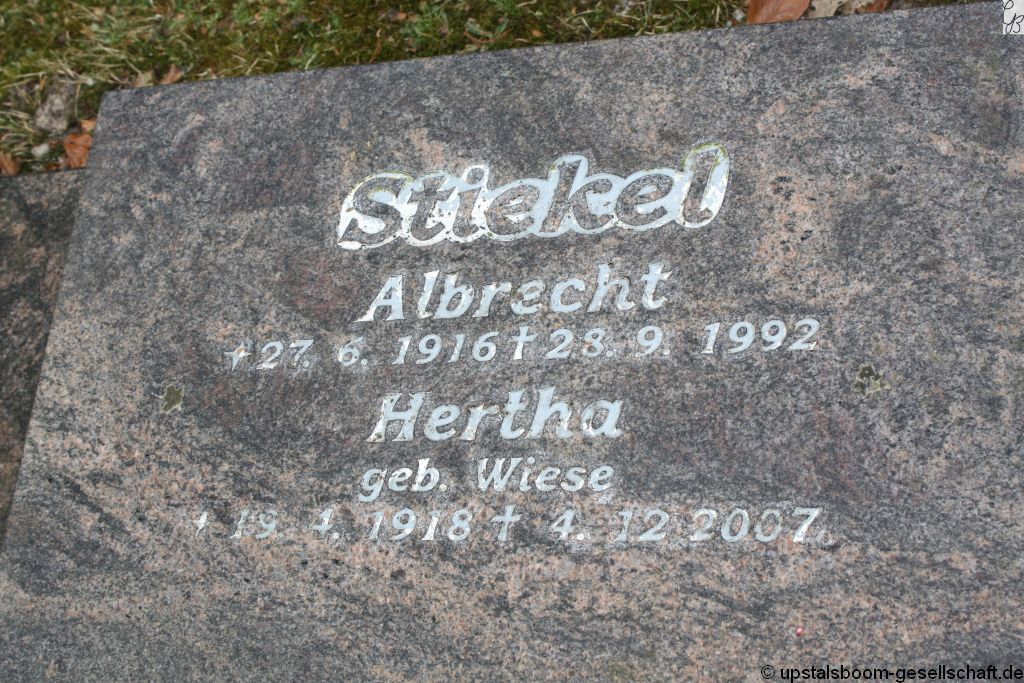 Stiekel
Albrecht
* 27. 6. 1916 † 28. 9. 1992
Hertha
geb. Wiese
* 19. 4. 1918 † 4. 12. 2007
© upstalsboom-gesellschaft.de